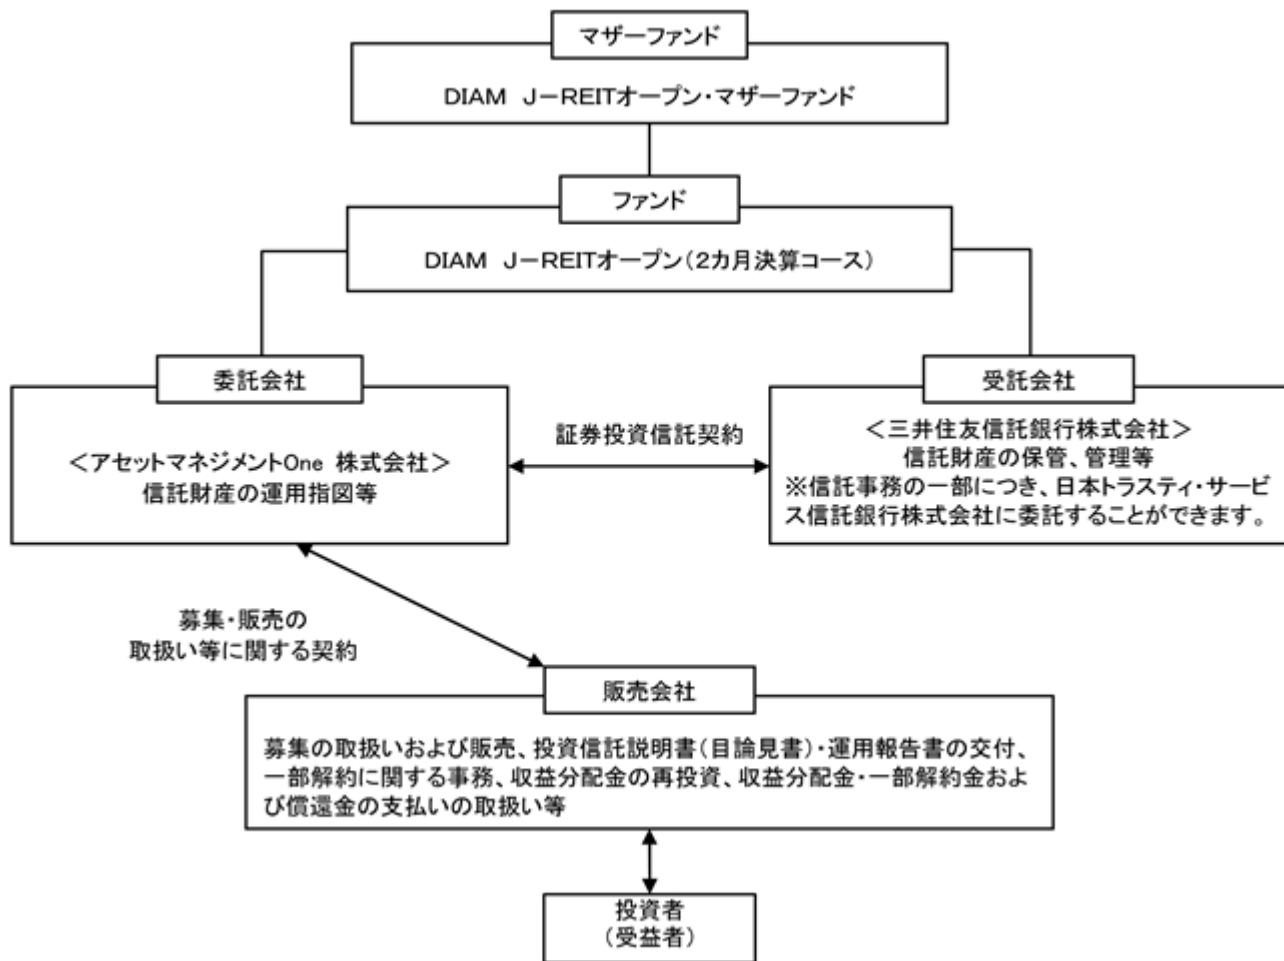 マザーファンド
DIAM J－REITオープン・マザーファンド
ファンド
DIAM J－REITオープン（2カ月決算コース）
委託会社
＜アセットマネジメントOne 株式会社＞
信託財産の運用指図等
証券投資信託契約
受託会社
＜三井住友信託銀行株式会社＞
信託財産の保管、管理等
※信託事務の一部につき、日本トラスティ・サービ
ス信託銀行株式会社に委託することができます。
募集・販売の
取扱い等に関する契約
販売会社
募集の取扱いおよび販売、投資信託説明書（目論見書）・運用報告書の交付、
一部解約に関する事務、収益分配金の再投資、収益分配金・一部解約金およ
び償還金の支払いの取扱い等
投資者
（受益者）